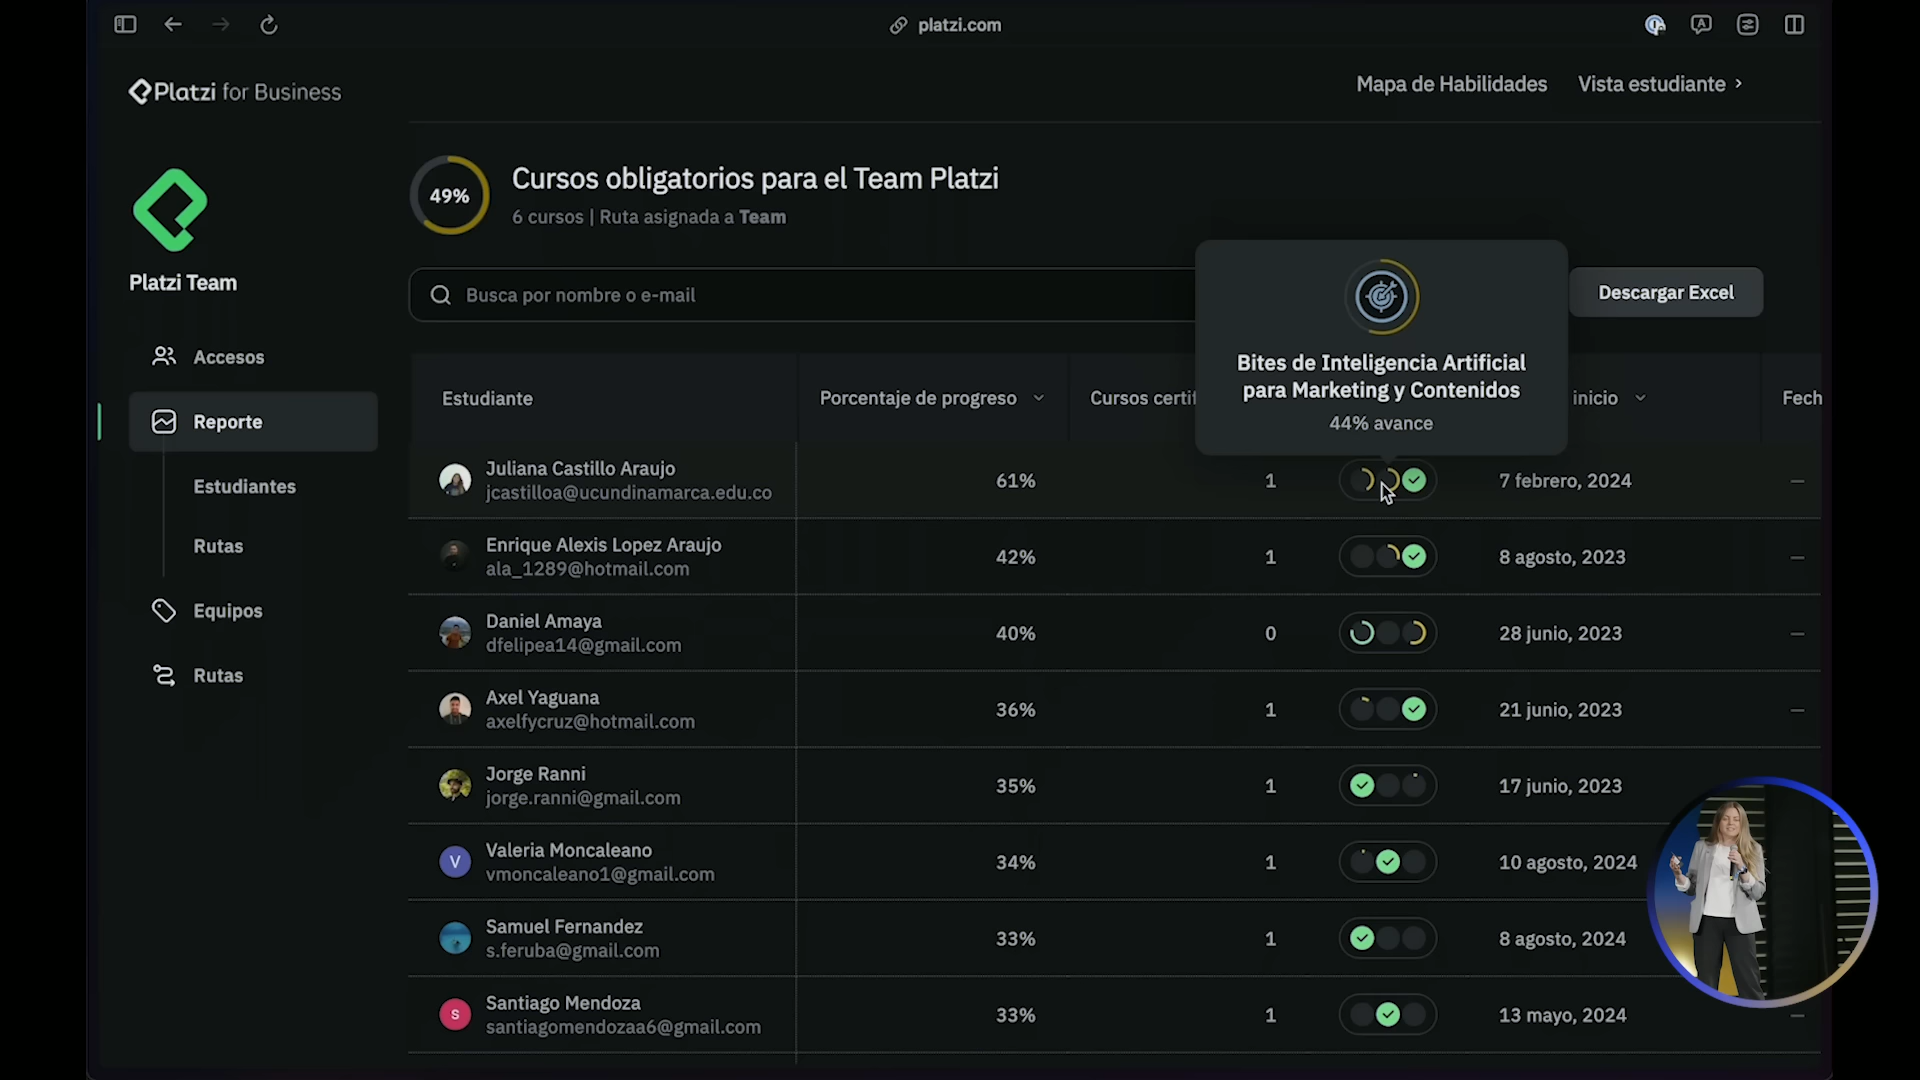 platzi.com
Platzi for Business
Mapa de Habilidades
Vista estudiante
49%
Cursos obligatorios para el Team Platzi
6 cursos | Ruta asignada a Team
Platzi Team
Busca por nombre o e-mail
Descargar Excel
Bites de Inteligencia Artificial
para Marketing y Contenidos
44% avance
Accesos
Reporte
Estudiantes
Rutas
Equipos
Rutas
Estudiante
Porcentaje de progreso
Cursos certif
inicio
Fech
Juliana Castillo Araujo
jcastilloa@ucundinamarca.edu.co
61%
1
7 febrero, 2024
—
Enrique Alexis Lopez Araujo
ala_1289@hotmail.com
42%
1
8 agosto, 2023
—
Daniel Amaya
dfelipea14@gmail.com
40%
0
28 junio, 2023
—
Axel Yaguana
axelfycruz@hotmail.com
36%
1
21 junio, 2023
—
Jorge Ranni
jorge.ranni@gmail.com
35%
1
17 junio, 2023
V
Valeria Moncaleano
vmoncaleano1@gmail.com
34%
1
10 agosto, 2024
Samuel Fernandez
s.feruba@gmail.com
33%
1
8 agosto, 2024
S
Santiago Mendoza
santiagomendozaa6@gmail.com
33%
1
13 mayo, 2024
—